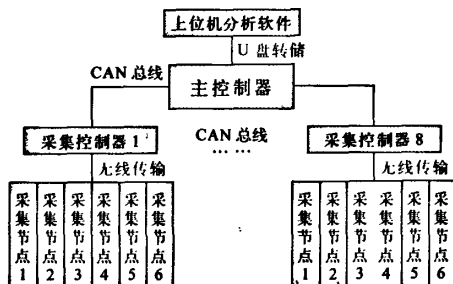 上位机分析软件
U 盘转储
CAN 总线
主控制器
采集控制器 1
CAN 总线
... ...
采集控制器 8
无线传输
无线传输
采集节点1
采集节点2
采集节点3
采集节点4
采集节点5
采集节点6
采集节点1
采集节点2
采集节点3
采集节点4
采集节点5
采集节点6